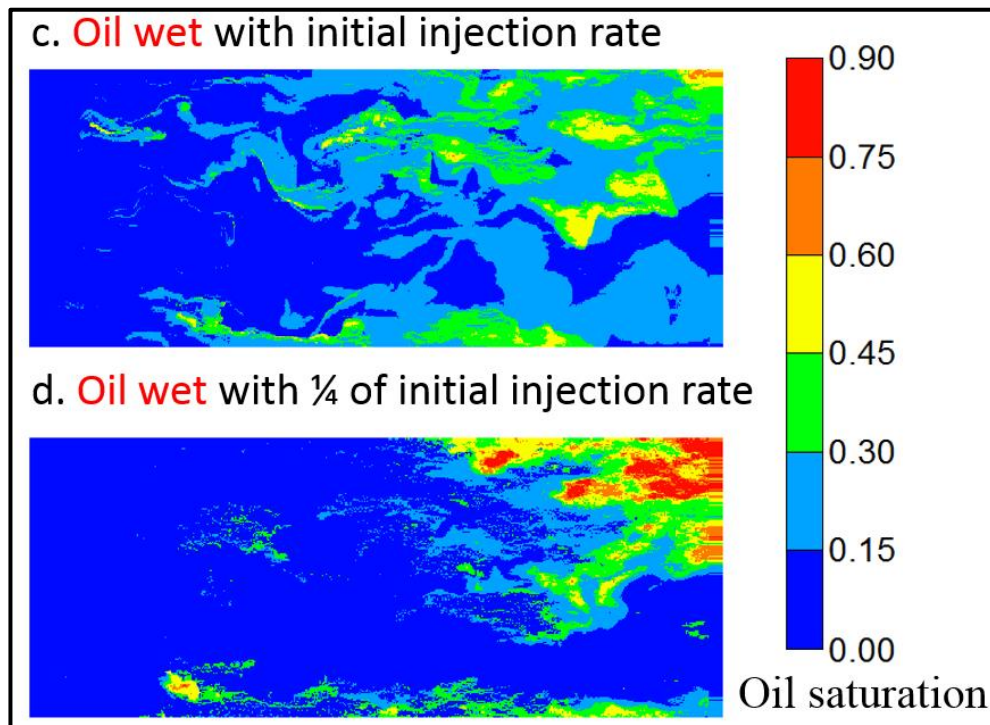 c. Oil wet with initial injection rate
0.90
0.75
0.60
0.45
0.30
0.15
0.00
Oil saturation
d. Oil wet with ¼ of initial injection rate